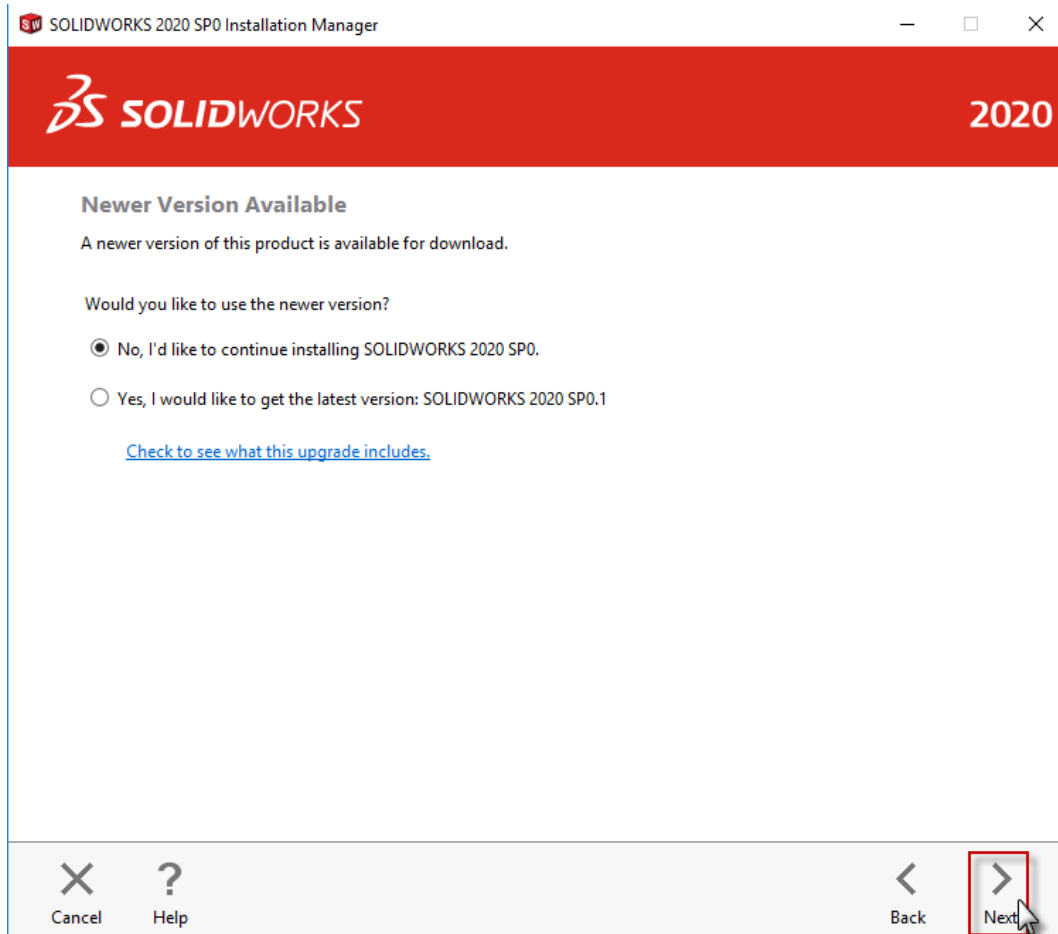 SOLIDWORKS 2020 SP0 Installation Manager
SOLIDWORKS 2020
Newer Version Available
A newer version of this product is available for download.
Would you like to use the newer version?
No, I'd like to continue installing SOLIDWORKS 2020 SP0.
Yes, I would like to get the latest version: SOLIDWORKS 2020 SP0.1
Check to see what this upgrade includes.
Cancel Help Back Next